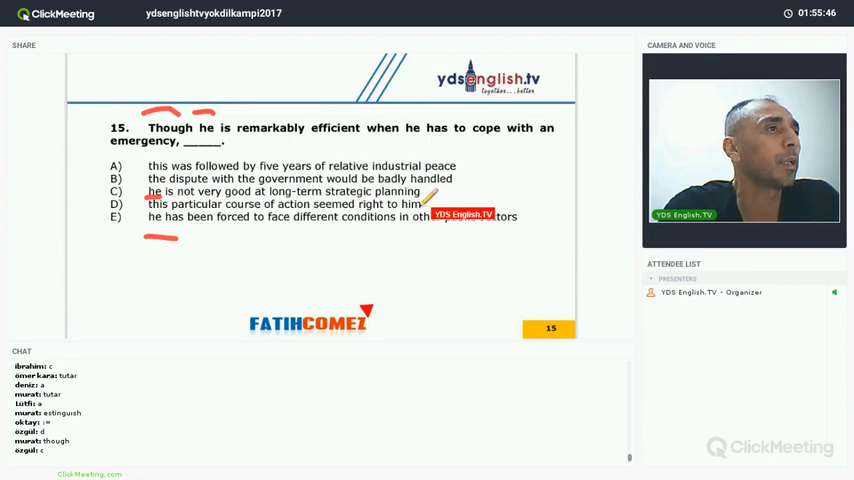 ClickMeeting
ydsenglishtvyokdilkampi2017
01:55:46
SHARE
CAMERA AND VOICE
ydsenglish.tv
together...better
15. Though he is remarkably efficient when he has to cope with an
emergency, _____.
A) this was followed by five years of relative industrial peace
B) the dispute with the government would be badly handled
C) he is not very good at long-term strategic planning
D) this particular course of action seemed right to him
E) he has been forced to face different conditions in other sectors
YDS English.TV
YDS English.TV
ATTENDEE LIST
PRESENTERS
YDS English.TV - Organizer
FATIHCOMEZ
15
CHAT
ibrahim: c
ömer kara: tutar
deniz: a
murat: tutar
Lütfi: a
murat: estinguısh
oktay: :=
özgül: d
murat: though
özgül: c
ClickMeeting
ClickMeeting.com